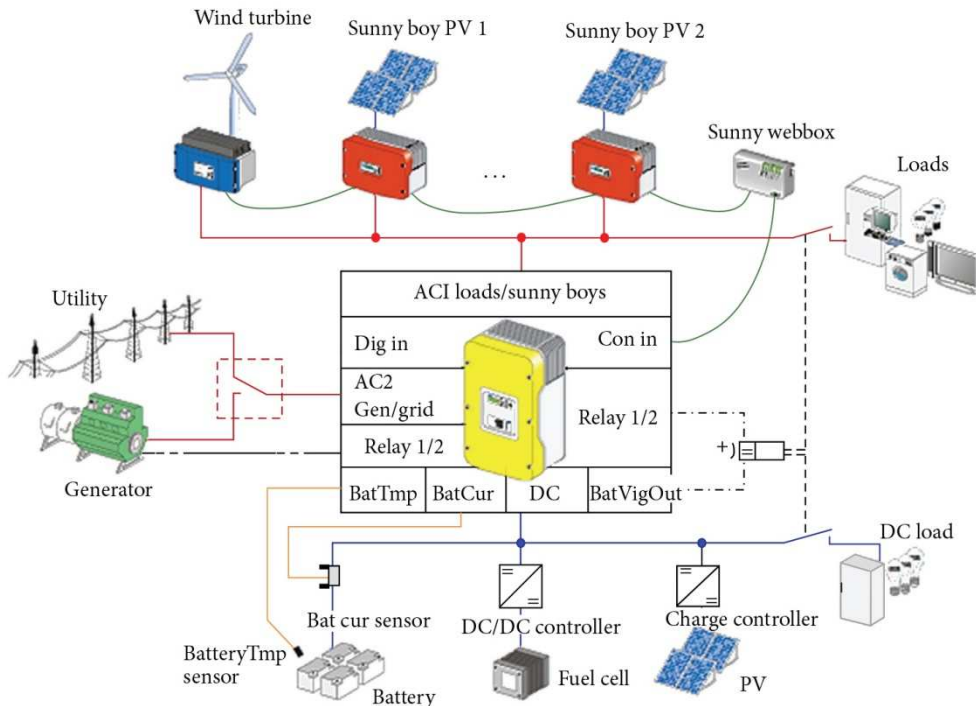 Wind turbine
Sunny boy PV 1
Sunny boy PV 2
Sunny webbox
Loads
...
ACI loads/sunny boys
Utility
Dig in
Con in
AC2
Gen/grid
Relay 1/2
Relay 1/2
Generator
BatTmp
BatCur
DC
BatVigOut
+
DC load
Bat cur sensor
DC/DC controller
Charge controller
BatteryTmp
sensor
Battery
Fuel cell
PV